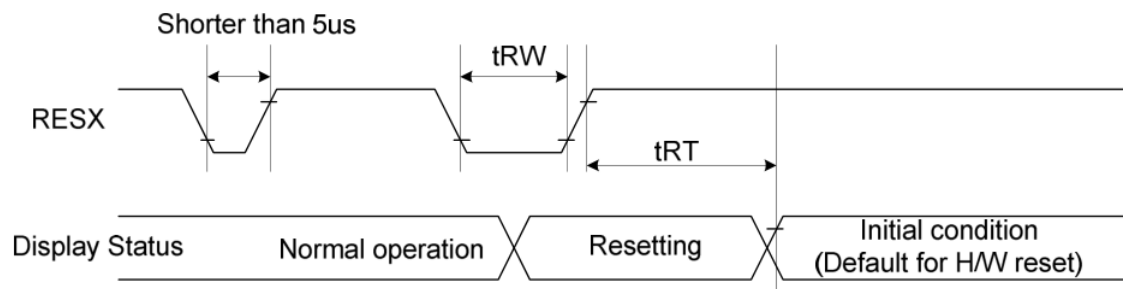 Shorter than 5us
tRW
RESX
tRT
Display Status
Normal operation
Resetting
Initial condition
(Default for H/W reset)